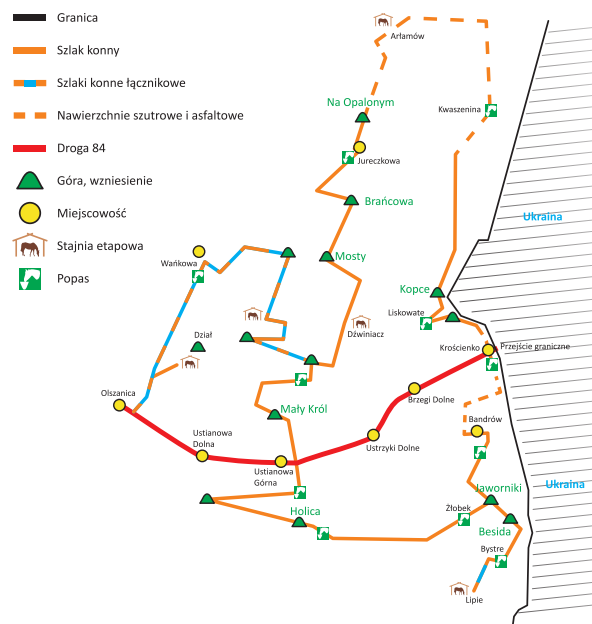 Granica
Szlak konny
Szlaki konne łącznikowe
Nawierzchnie szutrowe i asfaltowe
Droga 84
Góra, wzniesienie
Miejscowość
Stajnia etapowa
Popas
Arłamów
Na Opalonym
Kwaszenina
Jureczkowa
Brańcowa
Ukraina
Wańkowa
Mosty
Kopce
Liskowate
Dział
Dźwiniacz
Krościenko
Przejście graniczne
Olszanica
Mały Król
Brzegi Dolne
Bandrów
Ustianowa
Dolna
Ustrzyki Dolne
Ustianowa
Górna
Jaworniki
Ukraina
Holica
Żłobek
Besida
Bystre
Lipie